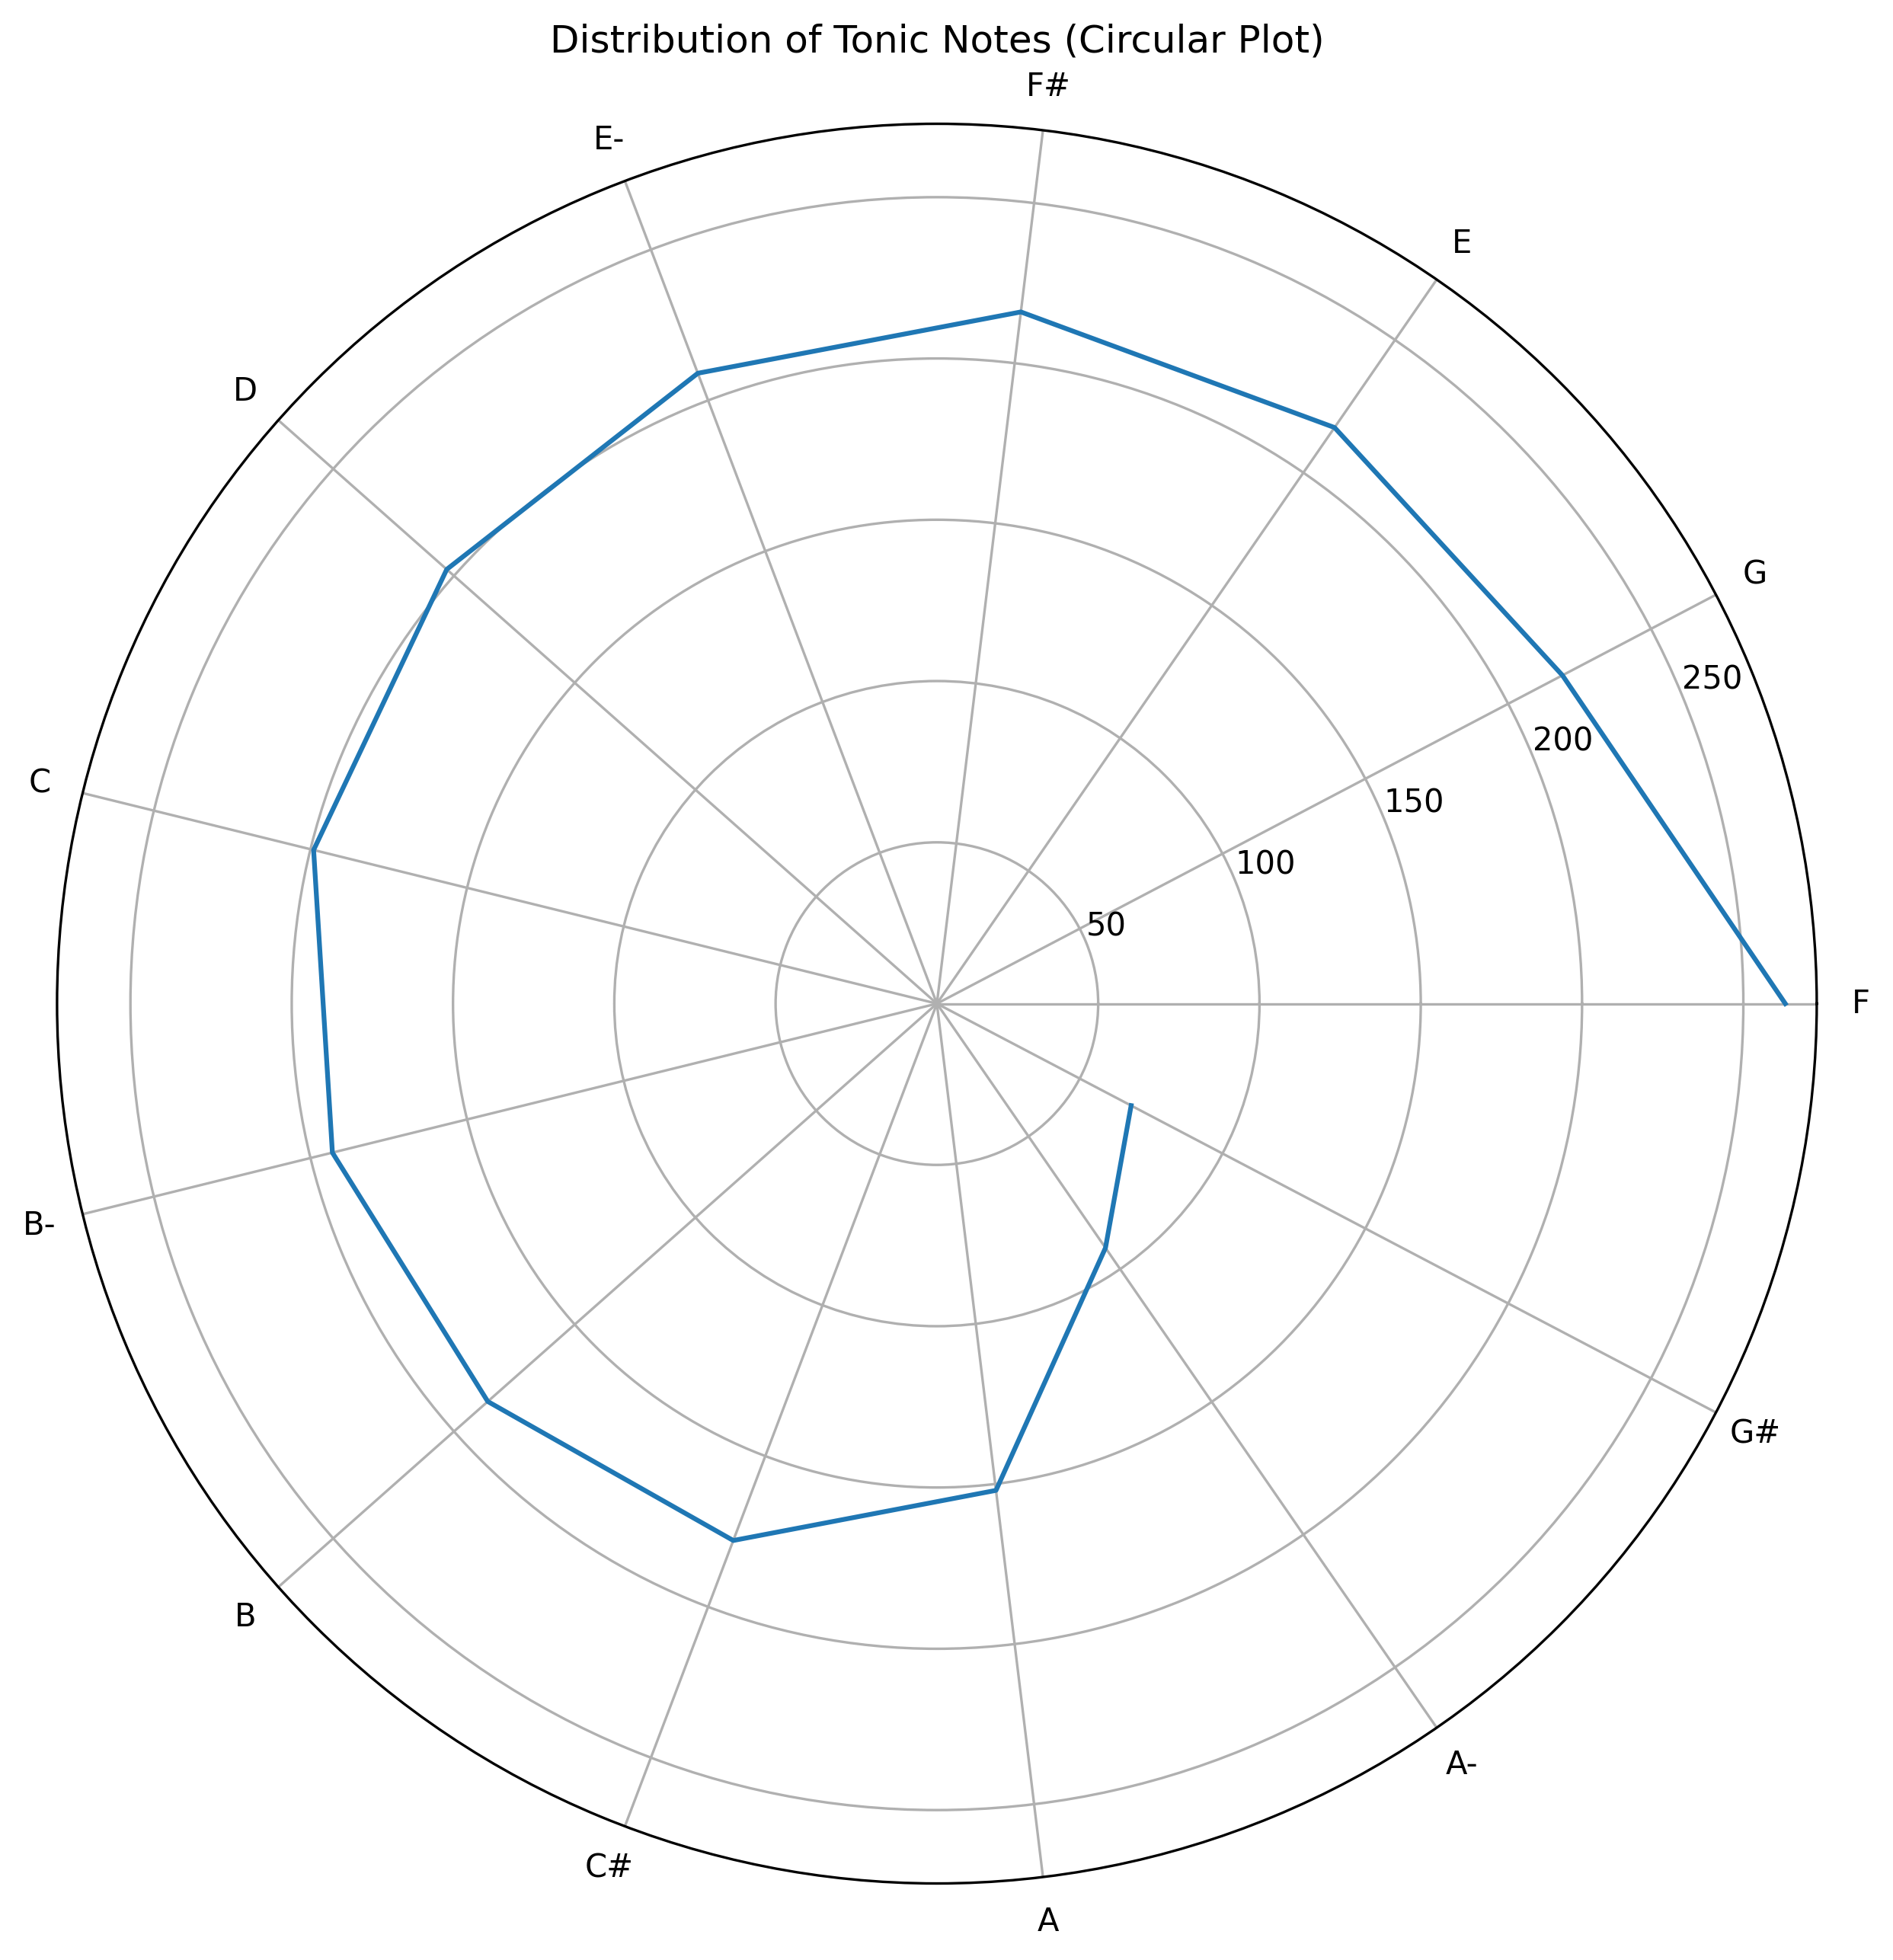 Distribution of Tonic Notes (Circular Plot)
F#
E-
E
D
G
250
200
C
150
100
50
F
B-
G#
B
A-
C#
A